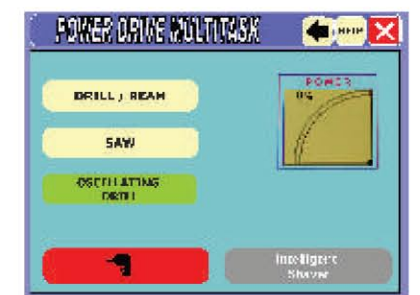 POWER DRIVE MULTITASK
HELP
DRILL / REAM
POWER
0%
SAW
OSCILLATING
DRILL
Intelligent
Shaver